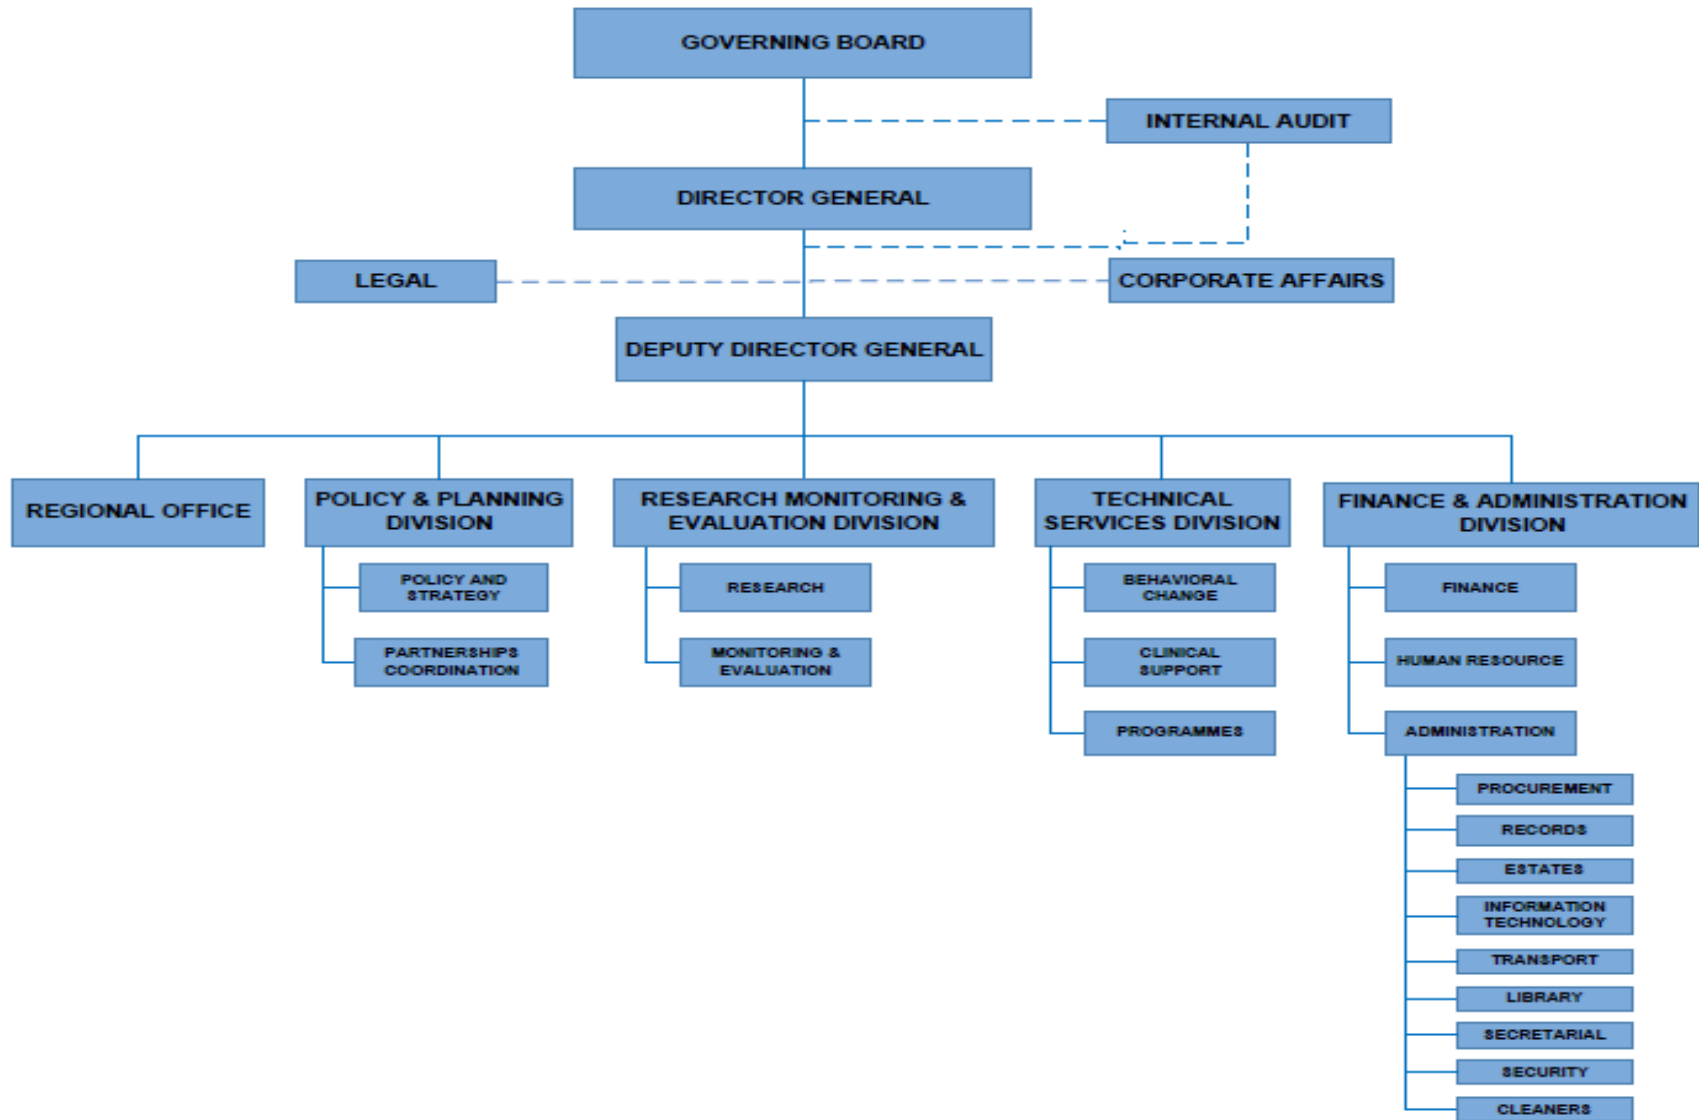 GOVERNING BOARD
INTERNAL AUDIT
DIRECTOR GENERAL
LEGAL
CORPORATE AFFAIRS
DEPUTY DIRECTOR GENERAL
REGIONAL OFFICE
POLICY & PLANNING
DIVISION
RESEARCH MONITORING &
EVALUATION DIVISION
TECHNICAL
SERVICES DIVISION
FINANCE & ADMINISTRATION
DIVISION
POLICY AND
STRATEGY
PARTNERSHIPS
COORDINATION
RESEARCH
MONITORING &
EVALUATION
BEHAVIORAL
CHANGE
CLINICAL
SUPPORT
PROGRAMMES
FINANCE
HUMAN RESOURCE
ADMINISTRATION
PROCUREMENT
RECORDS
ESTATES
INFORMATION
TECHNOLOGY
TRANSPORT
LIBRARY
SECRETARIAL
SECURITY
CLEANERS